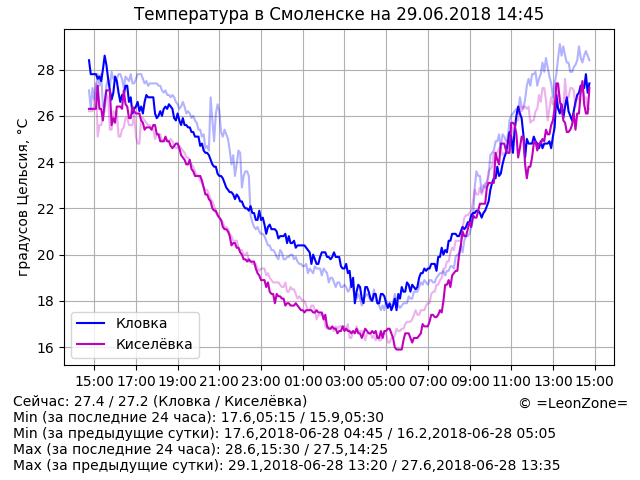 Температура в Смоленске на 29.06.2018 14:45
градусов Цельсия, °C
28
26
24
22
20
18
16
Кловка
Киселёвка
15:00 17:00 19:00 21:00 23:00 01:00 03:00 05:00 07:00 09:00 11:00 13:00 15:00
Сейчас: 27.4 / 27.2 (Кловка / Киселёвка)
© =LeonZone=
Min (за последние 24 часа): 17.6,05:15 / 15.9,05:30
Min (за предыдущие сутки): 17.6,2018-06-28 04:45 / 16.2,2018-06-28 05:05
Max (за последние 24 часа): 28.6,15:30 / 27.5,14:25
Max (за предыдущие сутки): 29.1,2018-06-28 13:20 / 27.6,2018-06-28 13:35